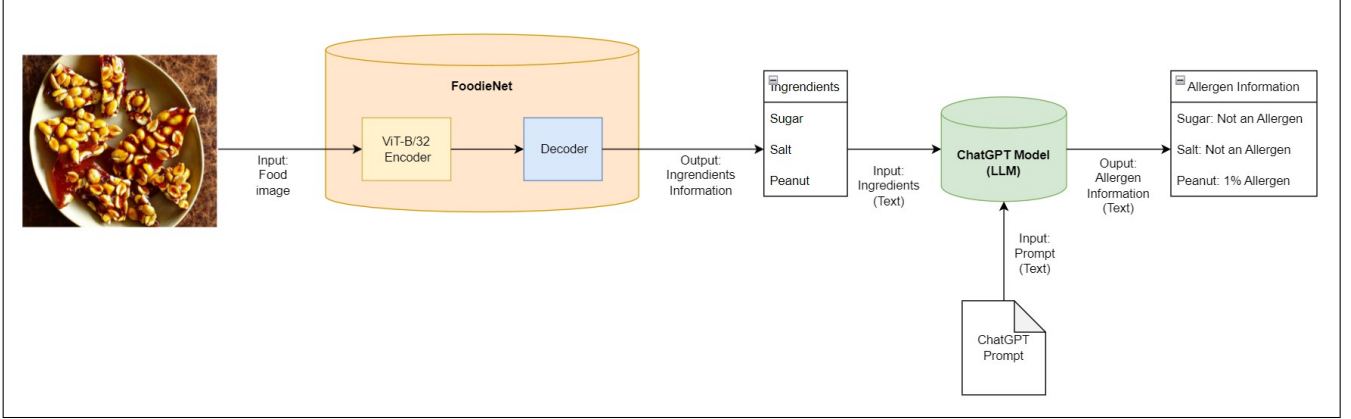 FoodieNet
ViT-B/32
Encoder
Decoder
Input:
Food
image
Output:
Ingrendients
Information
Ingrendients
Sugar
Salt
Peanut
Input:
Ingredients
(Text)
ChatGPT Model
(LLM)
Input:
Prompt
(Text)
ChatGPT
Prompt
Ouput:
Allergen
Information
(Text)
Allergen Information
Sugar: Not an Allergen
Salt: Not an Allergen
Peanut: 1% Allergen